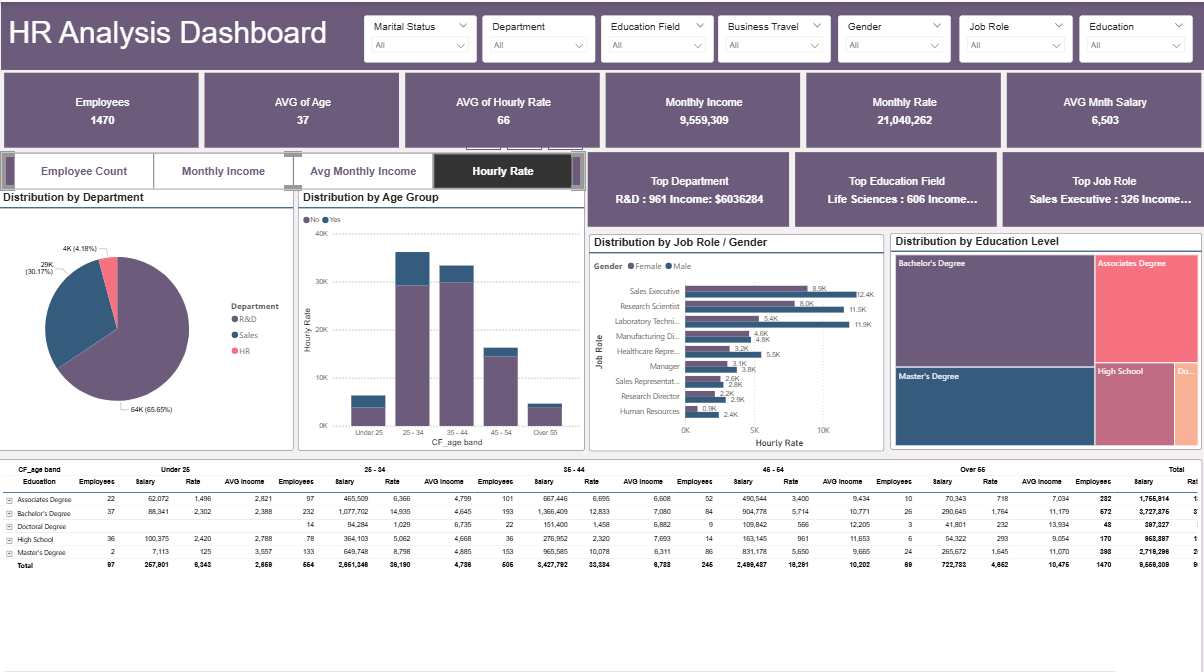 HR Analysis Dashboard
Marital Status
All
Department
All
Education Field
All
Business Travel
All
Gender
All
Job Role
All
Education
All
Employees
1470
AVG of Age
37
AVG of Hourly Rate
66
Monthly Income
9,559,309
Monthly Rate
21,040,262
AVG Mnth Salary
6,503
Employee Count
Monthly Income
Avg Monthly Income
Hourly Rate
Top Department
R&D : 961 Income: $6036284
Top Education Field
Life Sciences : 606 Income...
Top Job Role
Sales Executive : 326 Income...
Distribution by Department
4K (4.18%)
29K
(30.17%)
64K (65.65%)
Department
R&D
Sales
HR
Distribution by Age Group
No Yes
Hourly Rate
40K
30K
20K
10K
0K
Under 25 25 - 34 35 - 44 45 - 54 Over 55
CF_age band
Distribution by Job Role / Gender
Gender Female Male
Job Role
Sales Executive 8.9K 12.4K
Research Scientist 8.0K 11.5K
Laboratory Techni... 5.4K 11.9K
Manufacturing Di... 4.6K 4.8K
Healthcare Repre... 3.2K 5.5K
Manager 3.1K 3.8K
Sales Representat... 2.6K 2.8K
Research Director 2.2K 2.9K
Human Resources 0.9K 2.4K
0K 5K 10K
Hourly Rate
Distribution by Education Level
Bachelor's Degree
Associates Degree
Master's Degree
High School
Do...
CF_age band Under 25 25 - 34 35 - 44 45 - 54 Over 55 Total
Education Employees Salary Rate AVG Income Employees Salary Rate AVG Income Employees Salary Rate AVG Income Employees Salary Rate AVG Income Employees Salary Rate AVG Income Employees Salary Rat
Associates Degree 22 62,072 1,496 2,821 97 465,509 6,366 4,799 101 667,446 6,695 6,608 52 490,544 3,400 9,434 10 70,343 718 7,034 282 1,755,914
Bachelor's Degree 37 88,341 2,302 2,388 232 1,077,702 14,935 4,645 193 1,366,409 12,833 7,080 84 904,778 5,714 10,771 26 290,645 1,764 11,179 572 3,727,875
Doctoral Degree 14 94,284 1,029 6,735 22 151,400 1,458 6,882 9 109,842 566 12,205 3 41,801 232 13,934 48 397,327
High School 36 100,375 2,420 2,788 78 364,103 5,062 4,668 36 276,952 2,320 7,693 14 163,145 961 11,653 6 54,322 293 9,054 170 958,897
Master's Degree 2 7,113 125 3,557 133 649,748 8,798 4,885 153 965,585 10,078 6,311 86 831,178 5,650 9,665 24 265,672 1,645 11,070 398 2,719,296
Total 97 257,901 6,343 2,659 554 2,651,346 36,190 4,786 505 3,427,792 33,384 6,788 245 2,499,487 16,291 10,202 69 722,783 4,652 10,475 1470 9,559,309